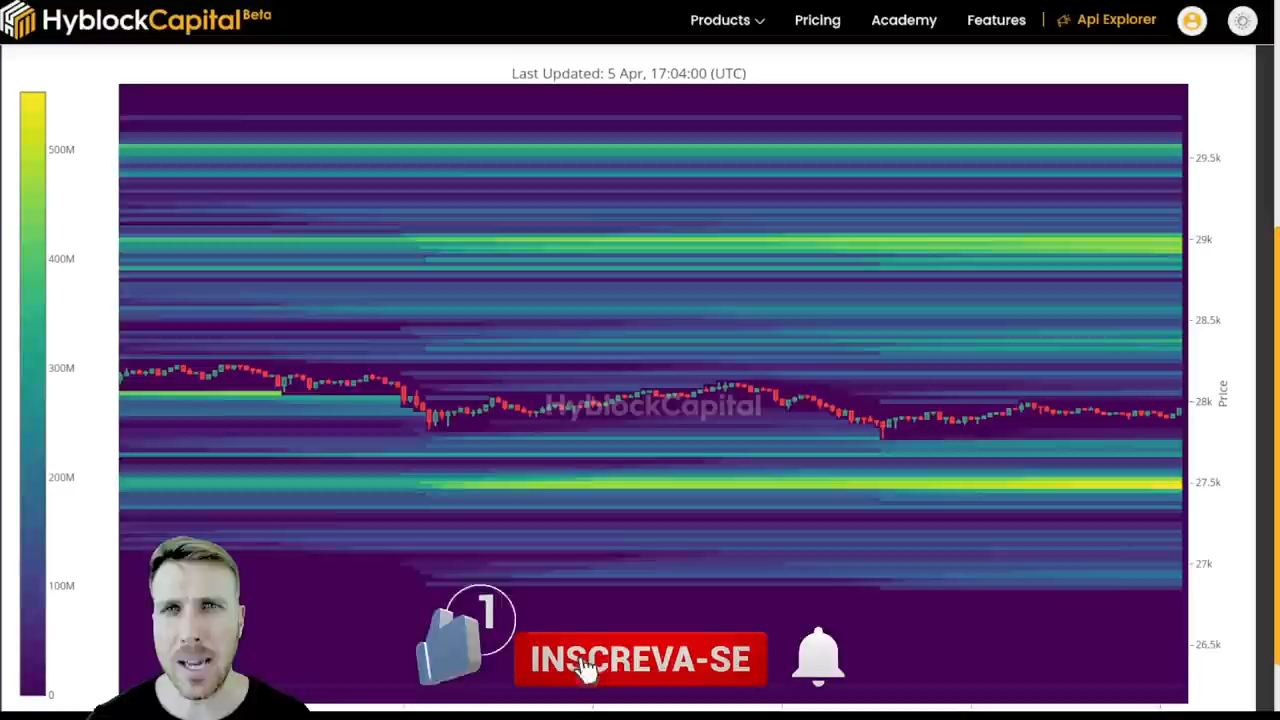 HyblockCapital Beta
Products
Pricing
Academy
Features
Api Explorer
Last Updated: 5 Apr, 17:04:00 (UTC)
500M
400M
300M
200M
100M
0
29.5k
29k
28.5k
28k
27.5k
27k
26.5k
Price
HyblockCapital
1
INSCREVA-SE